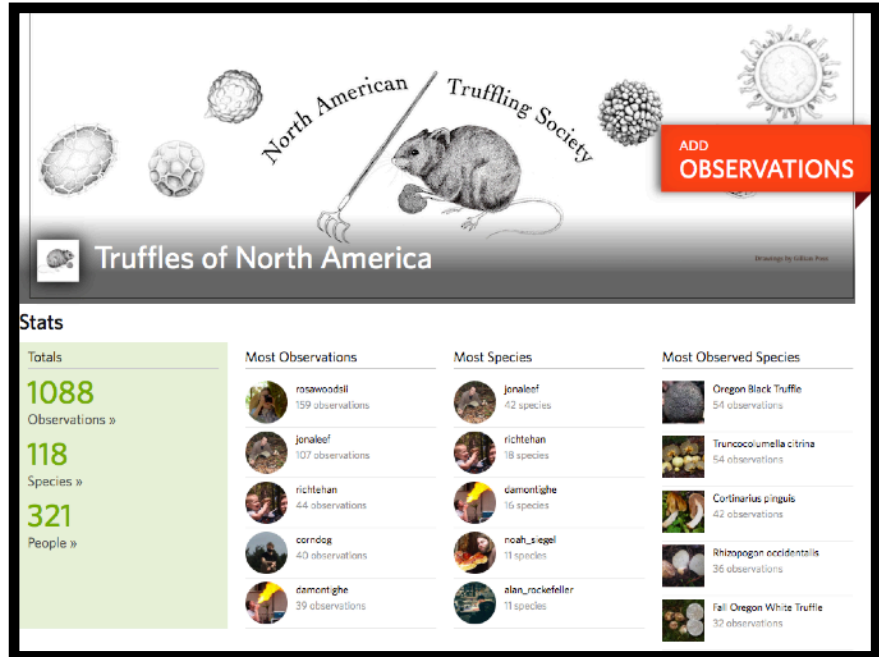 North American
Truffling Society
ADD
OBSERVATIONS
Truffles of North America
Drawings by Gillian Poss
Stats
Totals
1088
Observations »
118
Species »
321
People »
Most Observations
rosawoodsii
159 observations
jonaleef
107 observations
richtehan
44 observations
corndog
40 observations
damontighe
39 observations
Most Species
jonaleef
42 species
richtehan
18 species
damontighe
16 species
noah_siegel
11 species
alan_rockefeller
11 species
Most Observed Species
Oregon Black Truffle
54 observations
Truncocolumella citrina
54 observations
Cortinarius pinguis
42 observations
Rhizopogon occidentalis
36 observations
Fall Oregon White Truffle
32 observations